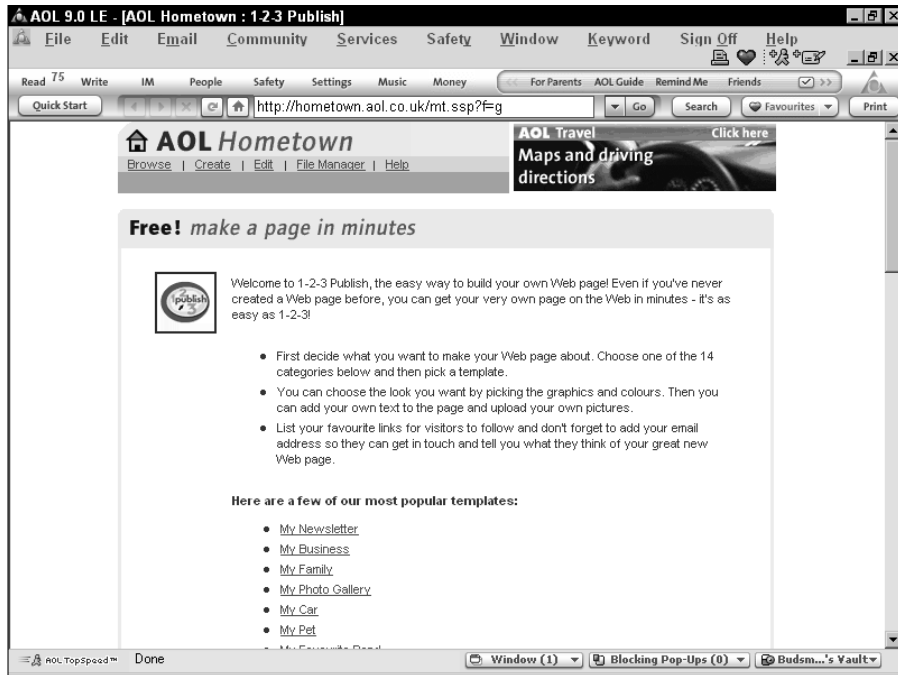 AOL 9.0 LE - [AOL Hometown : 1-2-3 Publish]
File Edit Email Community Services Safety Window Keyword Sign Off Help
Read 75 Write IM People Safety Settings Music Money For Parents AOL Guide Remind Me Friends
Quick Start http://hometown.aol.co.uk/mt.ssp?f=g Go Search Favourites Print
AOL Hometown
Browse | Create | Edit | File Manager | Help
AOL Travel Click here
Maps and driving
directions
Free! make a page in minutes
1 2 3 publish
Welcome to 1-2-3 Publish, the easy way to build your own Web page! Even if you've never
created a Web page before, you can get your very own page on the Web in minutes - it's as
easy as 1-2-3!
• First decide what you want to make your Web page about. Choose one of the 14
categories below and then pick a template.
• You can choose the look you want by picking the graphics and colours. Then you
can add your own text to the page and upload your own pictures.
• List your favourite links for visitors to follow and don't forget to add your email
address so they can get in touch and tell you what they think of your great new
Web page.
Here are a few of our most popular templates:
• My Newsletter
• My Business
• My Family
• My Photo Gallery
• My Car
• My Pet
AOL TopSpeed™ Done Window (1) Blocking Pop-Ups (0) Budsm...'s Vault